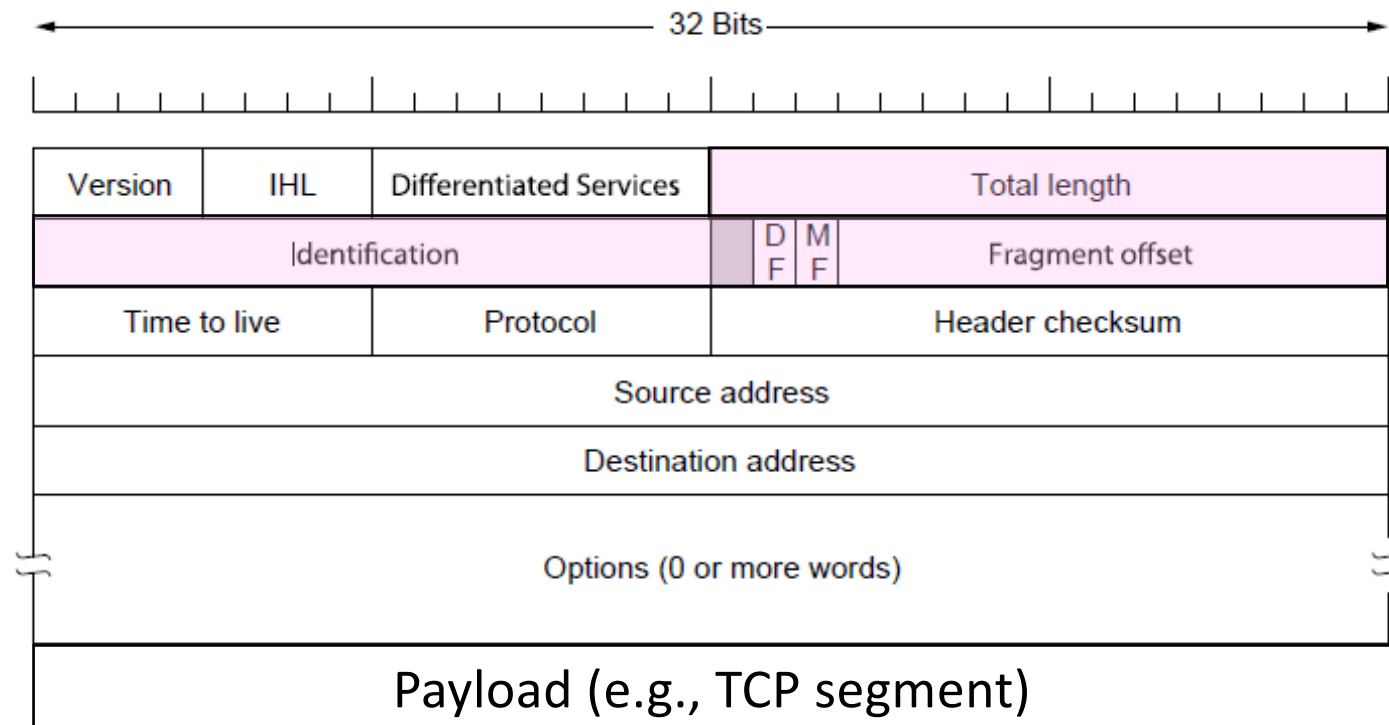 32 Bits
Version IHL Differentiated Services Total length
Identification D F M F Fragment offset
Time to live Protocol Header checksum
Source address
Destination address
Options (0 or more words)
Payload (e.g., TCP segment)